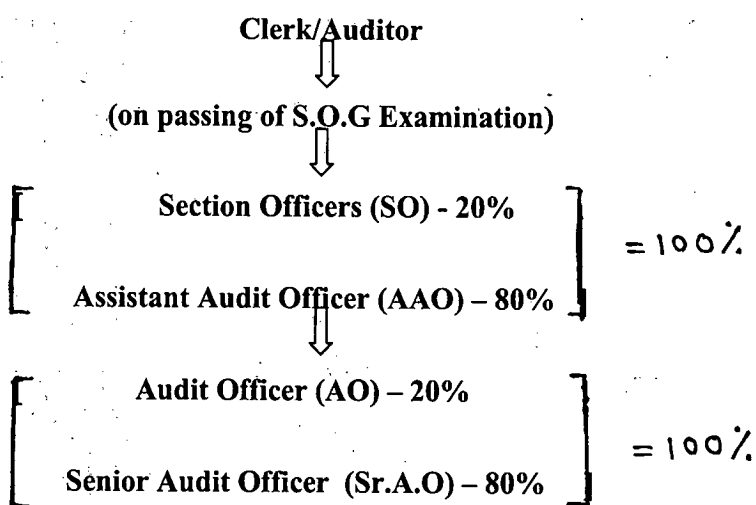 Clerk/Auditor
(on passing of S.O.G Examination)
Section Officers (SO) - 20%
= 100%
Assistant Audit Officer (AAO) – 80%
Audit Officer (AO) – 20%
= 100%
Senior Audit Officer (Sr.A.O) – 80%